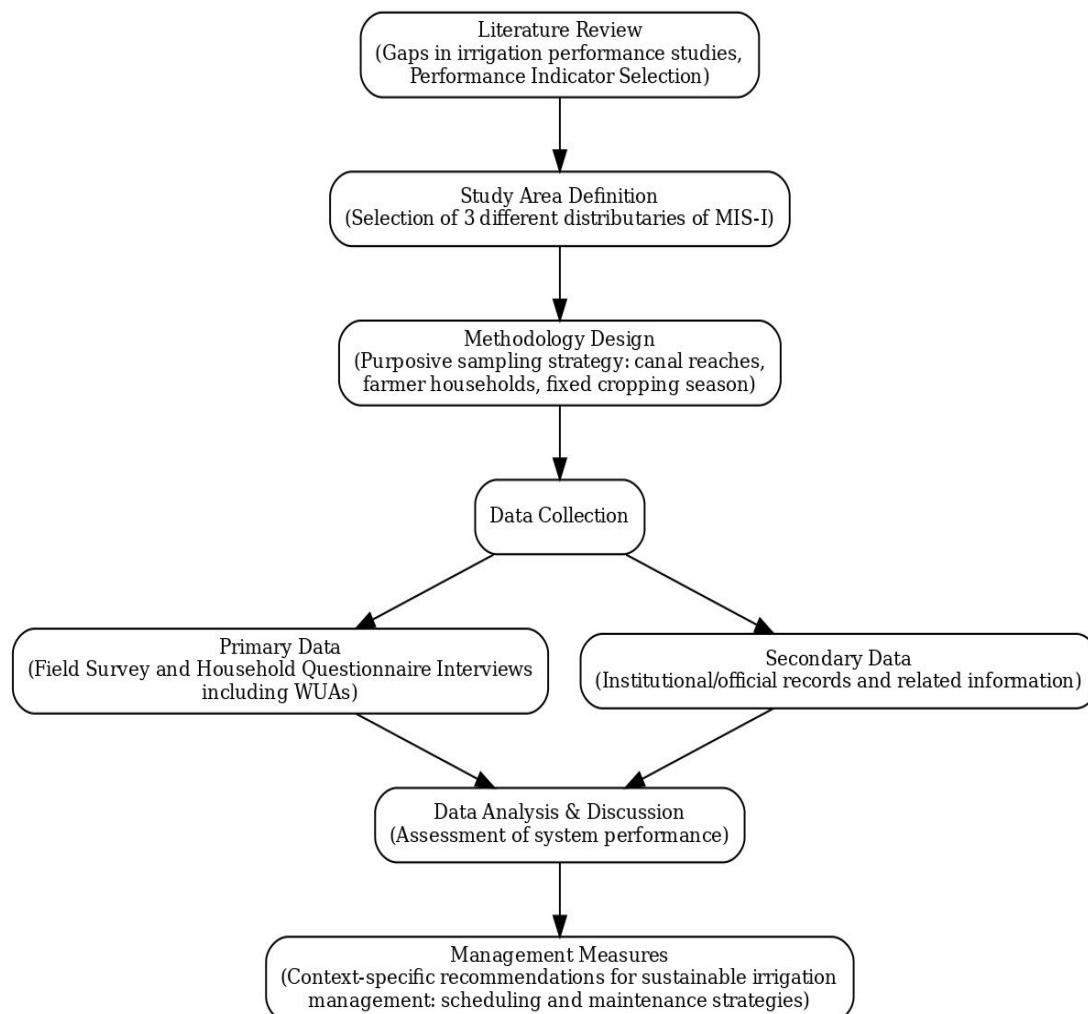 Literature Review
(Gaps in irrigation performance studies,
Performance Indicator Selection)
Study Area Definition
(Selection of 3 different distributaries of MIS-I)
Methodology Design
(Purposive sampling strategy: canal reaches,
farmer households, fixed cropping season)
Data Collection
Primary Data
(Field Survey and Household Questionnaire Interviews
including WUAs)
Secondary Data
(Institutional/official records and related information)
Data Analysis & Discussion
(Assessment of system performance)
Management Measures
(Context-specific recommendations for sustainable irrigation
management: scheduling and maintenance strategies)